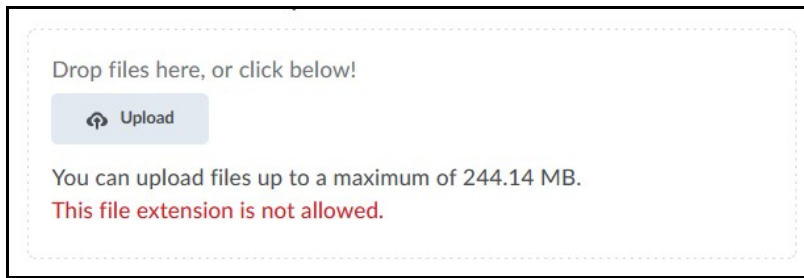 Drop files here, or click below!
Upload
You can upload files up to a maximum of 244.14 MB.
This file extension is not allowed.